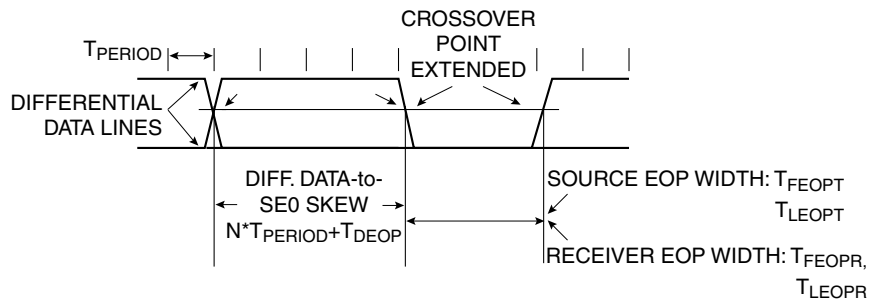 CROSSOVER
POINT
EXTENDED
TPERIOD
DIFFERENTIAL
DATA LINES
DIFF. DATA-to-
SE0 SKEW
N*TPERIOD+TDEOP
SOURCE EOP WIDTH: TFEOPT
TLEOPT
RECEIVER EOP WIDTH: TFEOPR,
TLEOPR